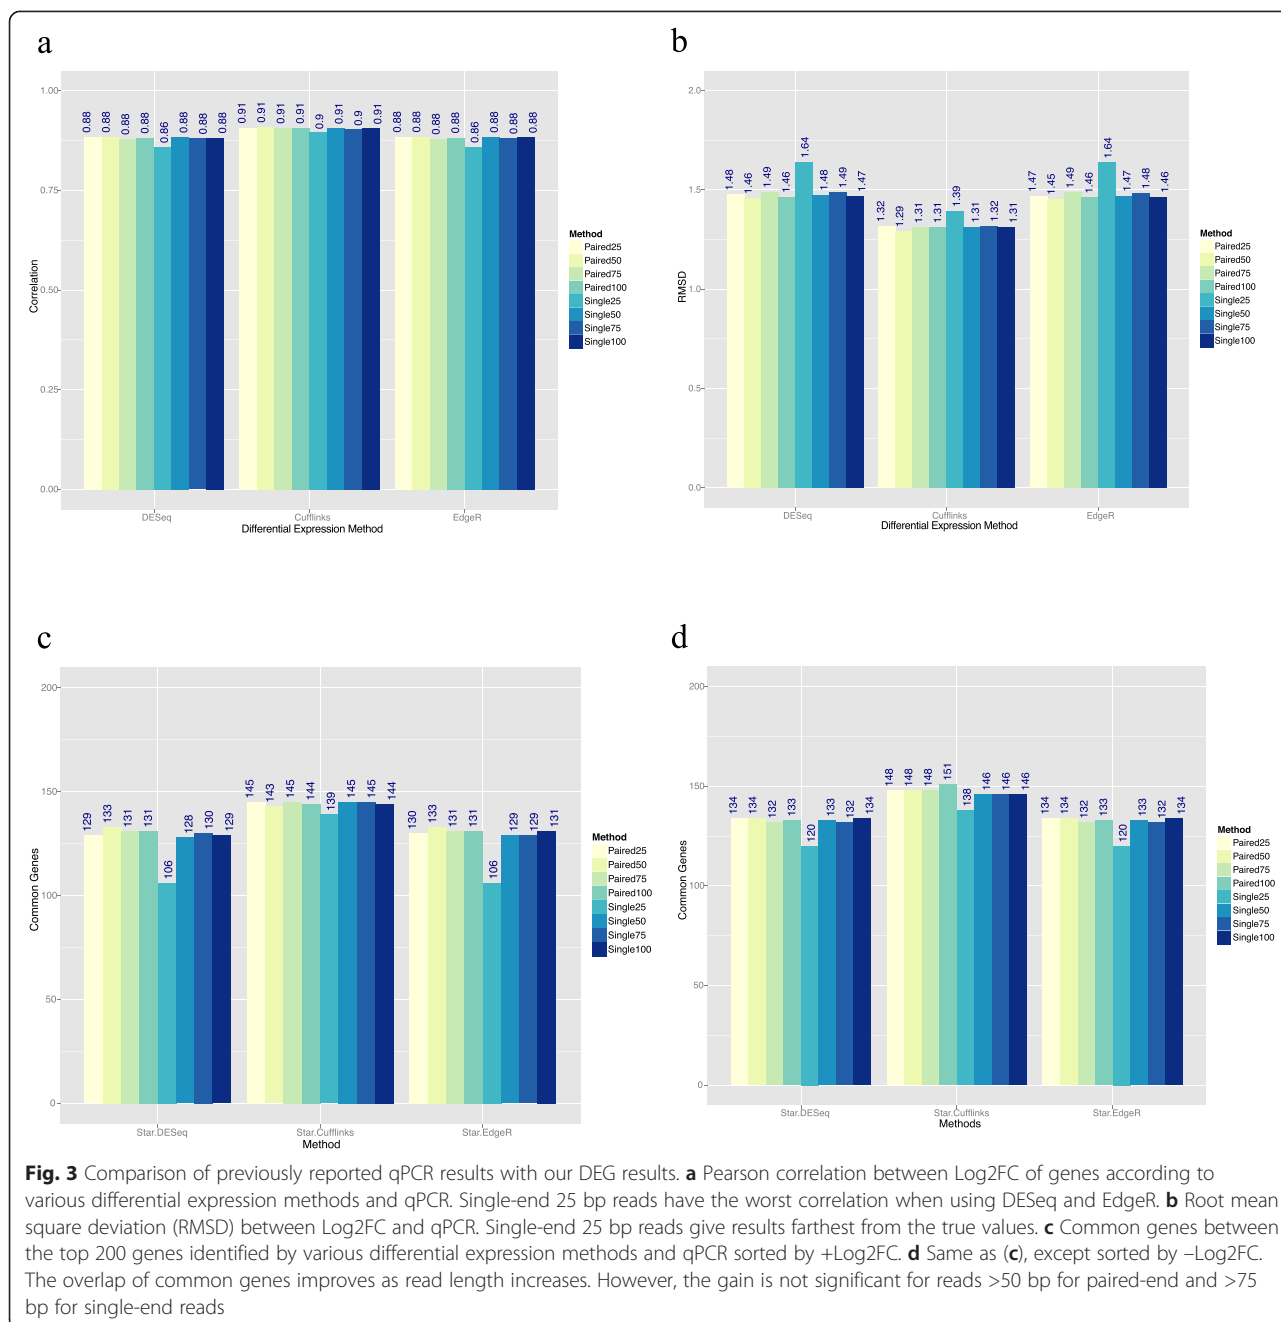 a
1.00
0.75
0.50
0.25
0.00
Correlation
0.88
0.88
0.88
0.88
0.86
0.88
0.88
0.88
0.91
0.91
0.91
0.91
0.9
0.91
0.9
0.91
0.88
0.88
0.88
0.88
0.86
0.88
0.88
0.88
DESeq
Cufflinks
EdgeR
Differential Expression Method
Method
Paired25
Paired50
Paired75
Paired100
Single25
Single50
Single75
Single100
b
2.0
1.5
1.0
0.5
0.0
RMSD
1.48
1.46
1.49
1.46
1.64
1.48
1.49
1.47
1.32
1.29
1.31
1.31
1.39
1.31
1.32
1.31
1.47
1.45
1.49
1.46
1.64
1.47
1.48
1.46
DESeq
Cufflinks
EdgeR
Differential Expression Method
Method
Paired25
Paired50
Paired75
Paired100
Single25
Single50
Single75
Single100
c
200
150
100
50
0
Common Genes
129
133
131
131
106
128
130
129
145
143
145
144
139
145
145
144
130
133
131
131
106
129
129
131
Star.DESeq
Star.Cufflinks
Star.EdgeR
Method
Method
Paired25
Paired50
Paired75
Paired100
Single25
Single50
Single75
Single100
d
200
150
100
50
0
Common Genes
134
134
132
133
120
133
132
134
148
148
148
151
138
146
146
146
134
134
132
133
120
133
132
134
Star.DESeq
Star.Cufflinks
Star.EdgeR
Methods
Method
Paired25
Paired50
Paired75
Paired100
Single25
Single50
Single75
Single100
Fig. 3 Comparison of previously reported qPCR results with our DEG results. a Pearson correlation between Log2FC of genes according to
various differential expression methods and qPCR. Single-end 25 bp reads have the worst correlation when using DESeq and EdgeR. b Root mean
square deviation (RMSD) between Log2FC and qPCR. Single-end 25 bp reads give results farthest from the true values. c Common genes between
the top 200 genes identified by various differential expression methods and qPCR sorted by +Log2FC. d Same as (c), except sorted by –Log2FC.
The overlap of common genes improves as read length increases. However, the gain is not significant for reads >50 bp for paired-end and >75
bp for single-end reads